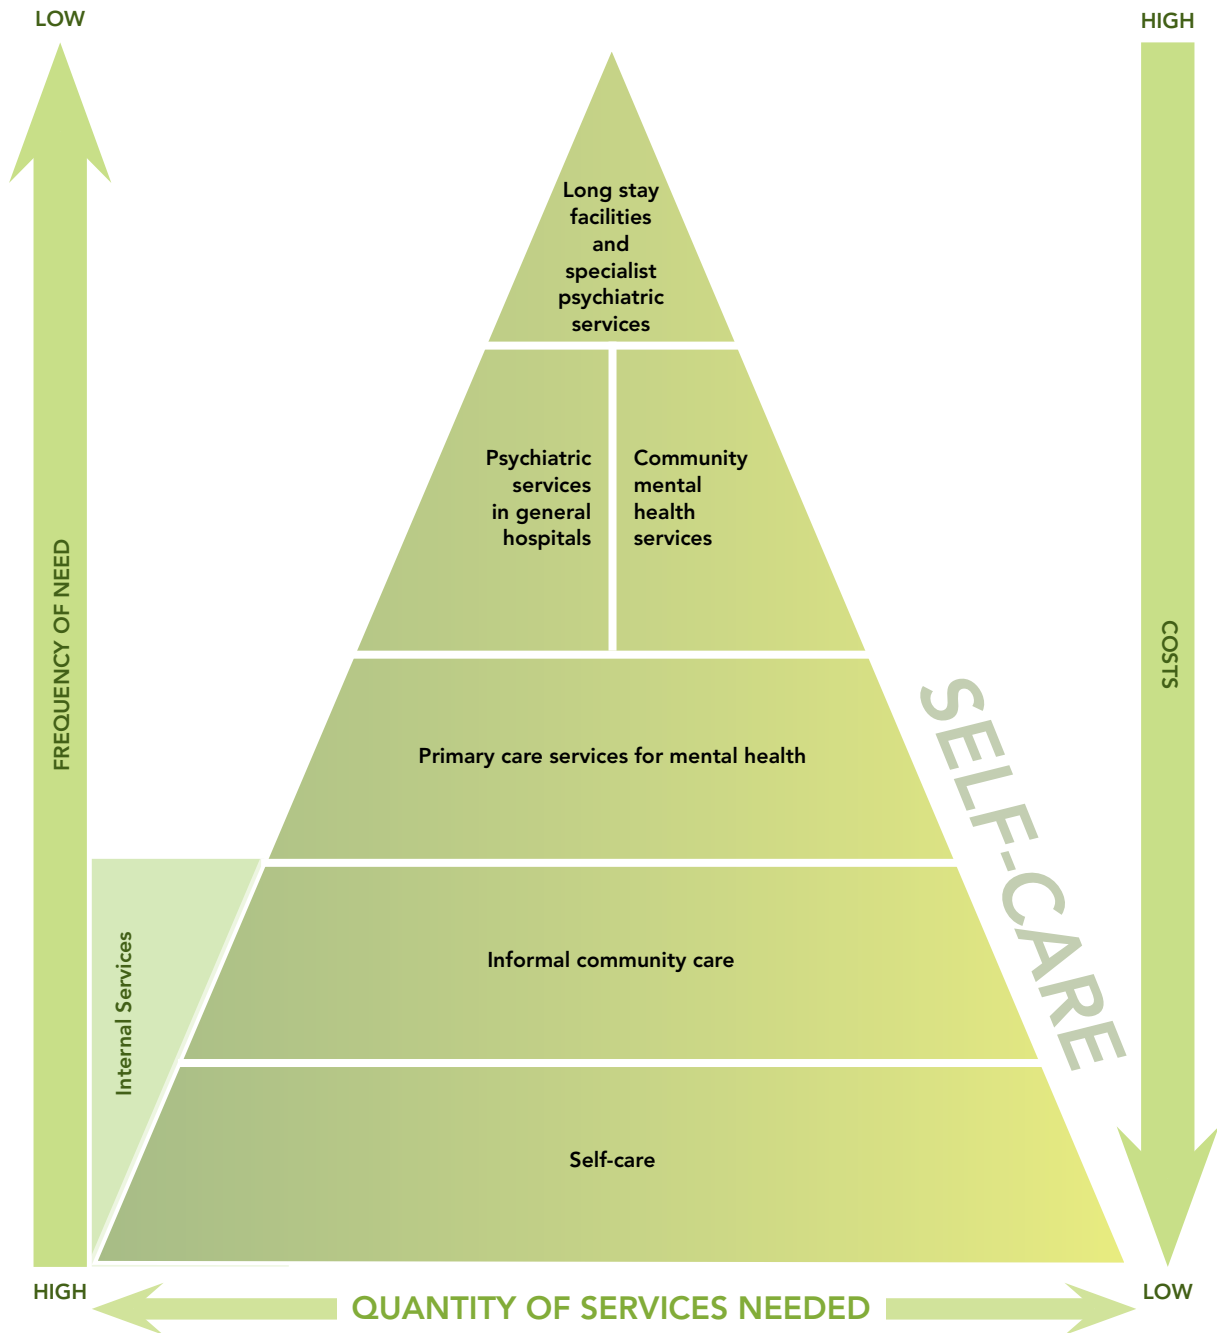 LOW
HIGH
Long stay
facilities
and
specialist
psychiatric
services
Psychiatric
services
in general
hospitals
Community
mental
health
services
FREQUENCY OF NEED
COSTS
SELF-CARE
Primary care services for mental health
Internal Services
Informal community care
Self-care
HIGH
LOW
QUANTITY OF SERVICES NEEDED